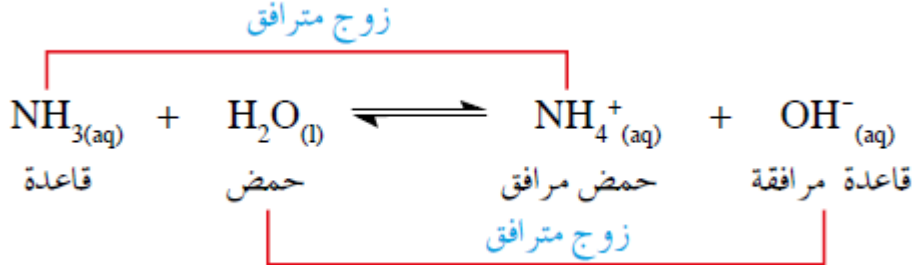 زوج مترافق
NH₃(aq) + H₂O(l) ⇌ NH₄⁺(aq) + OH⁻(aq)
قاعدة حمض حمض مرافق قاعدة مرافقة
زوج مترافق